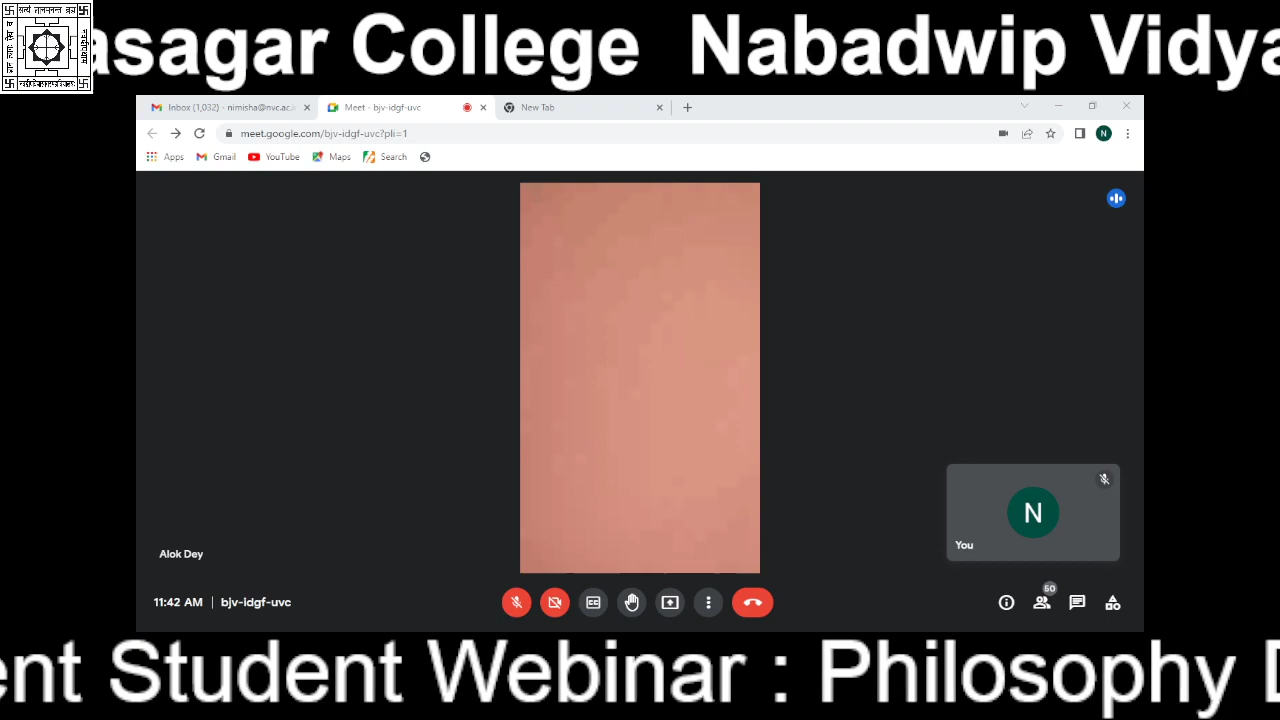 asagar College Nabadwip Vidya
Inbox (1,032) - nimisha@nvc.ac.i
Meet - bjv-idgf-uvc
New Tab
meet.google.com/bjv-idgf-uvc?pli=1
N
Apps
Gmail
YouTube
Maps
Search
N
You
Alok Dey
11:42 AM | bjv-idgf-uvc
CC
50
ent Student Webinar : Philosophy D